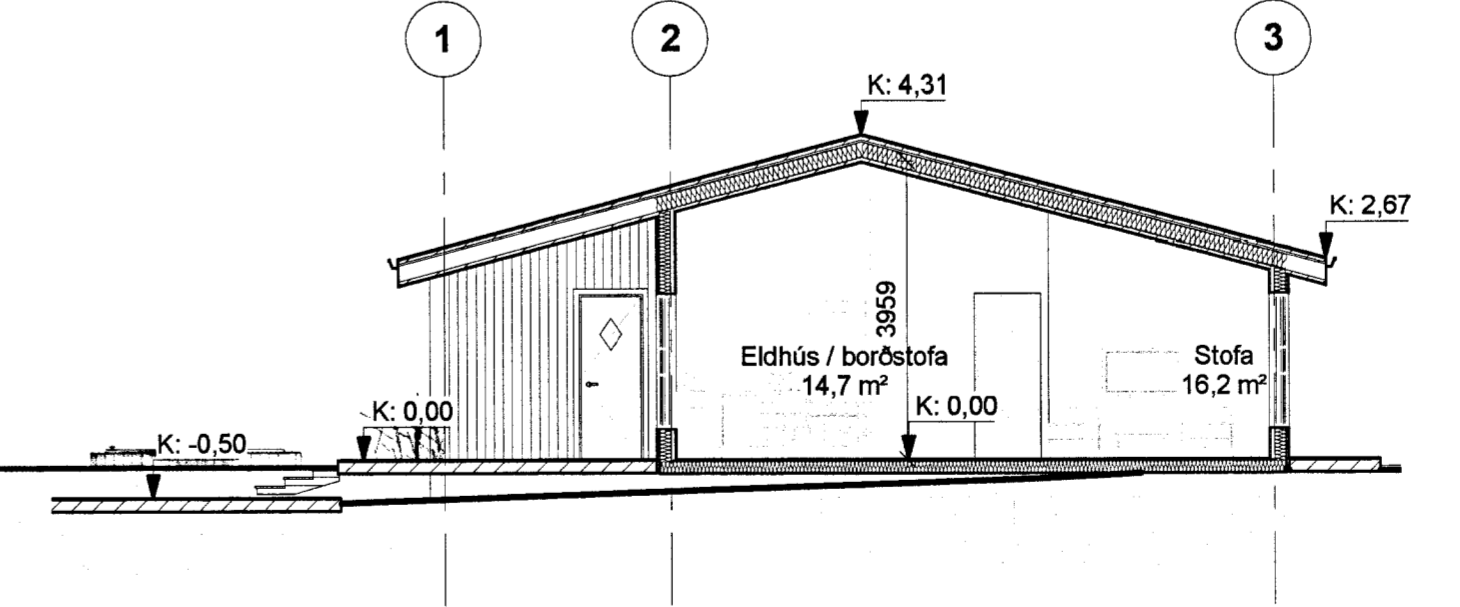 1
2
3
K: 4,31
K: 2,67
3959
Eldhús / borðstofa
14,7 m²
Stofa
16,2 m²
K: 0,00
K: 0,00
K: -0,50